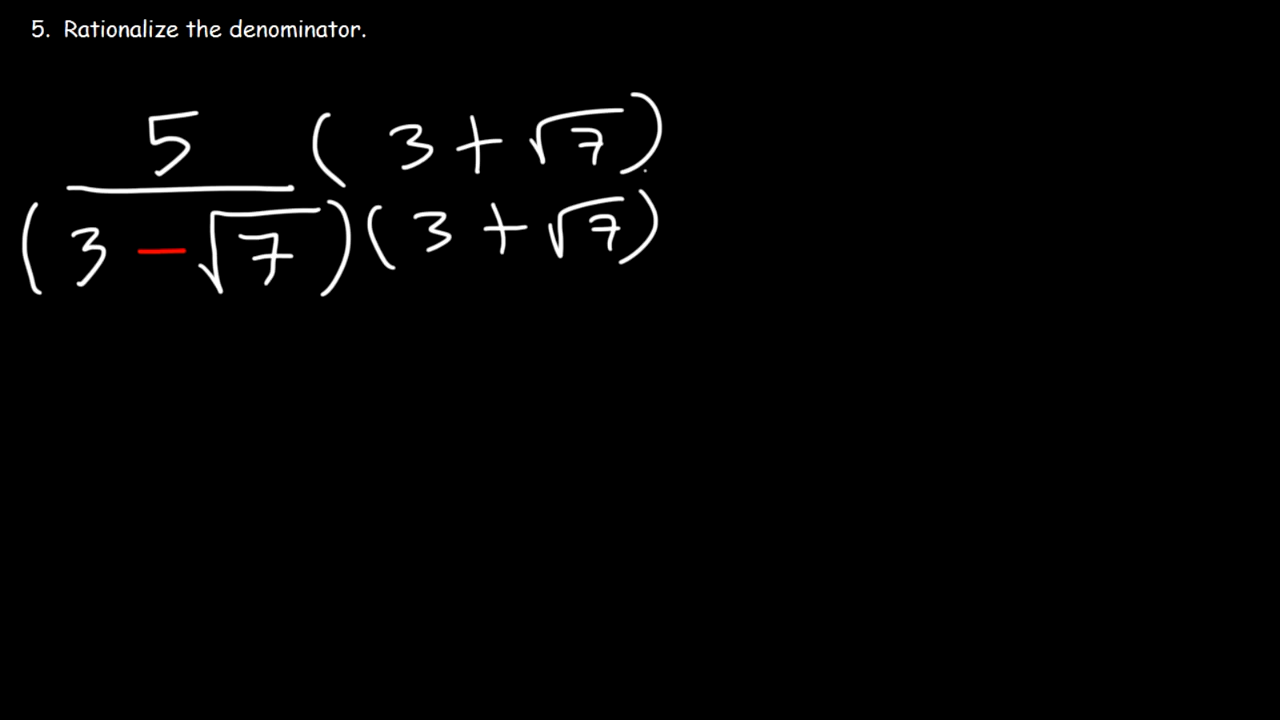 5. Rationalize the denominator.
5 ( 3 + √7 )
( 3 − √7 ) ( 3 + √7 )